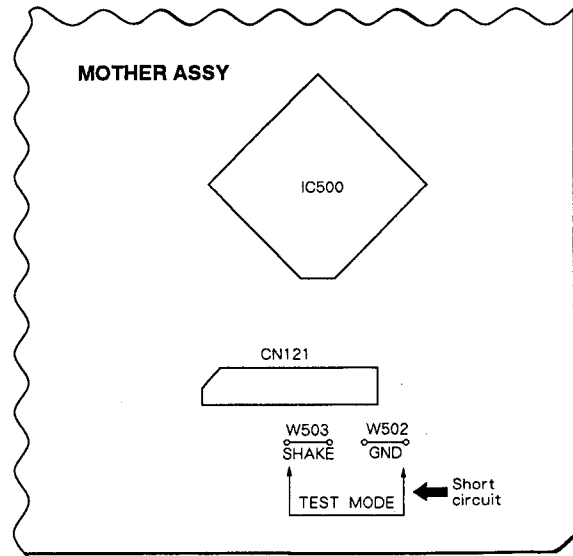 MOTHER ASSY
IC500
CN121
W503
SHAKE
W502
GND
TEST MODE
Short
circuit